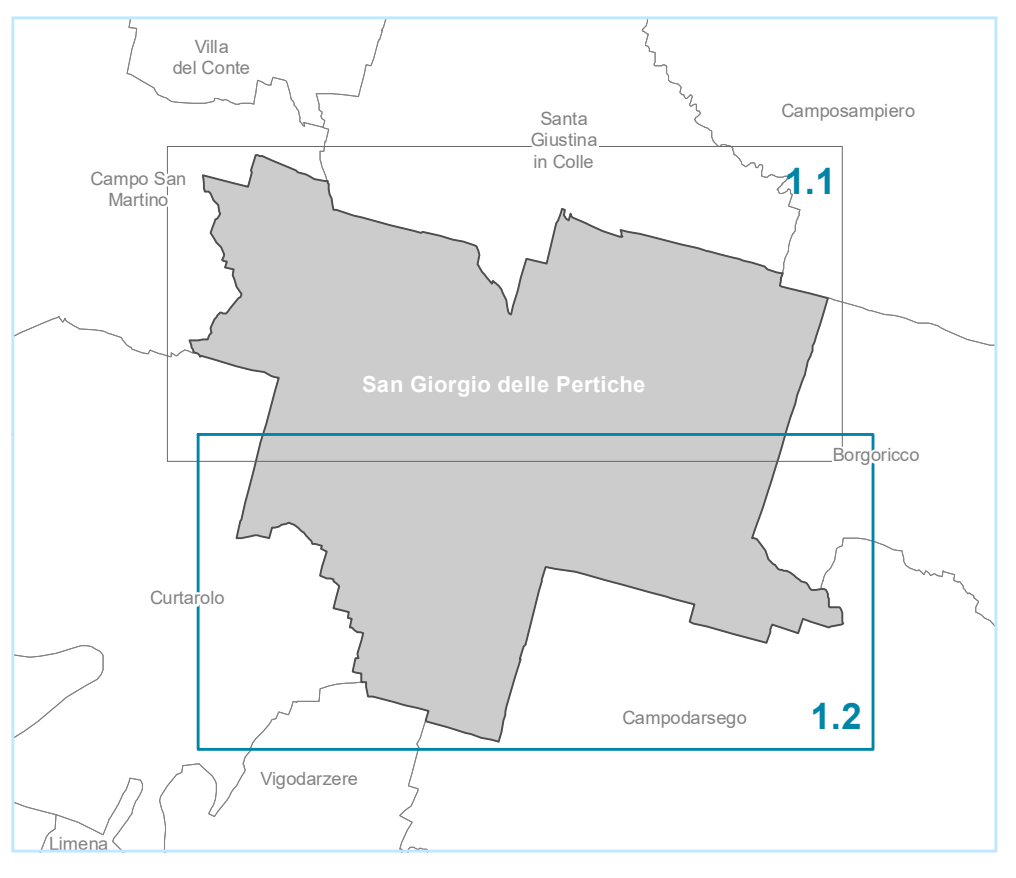 Villa
del Conte
Camposampiero
Santa
Giustina
in Colle
Campo San
Martino
1.1
San Giorgio delle Pertiche
Borgoricco
Curtarolo
Campodarsego
1.2
Vigodarzere
Limena